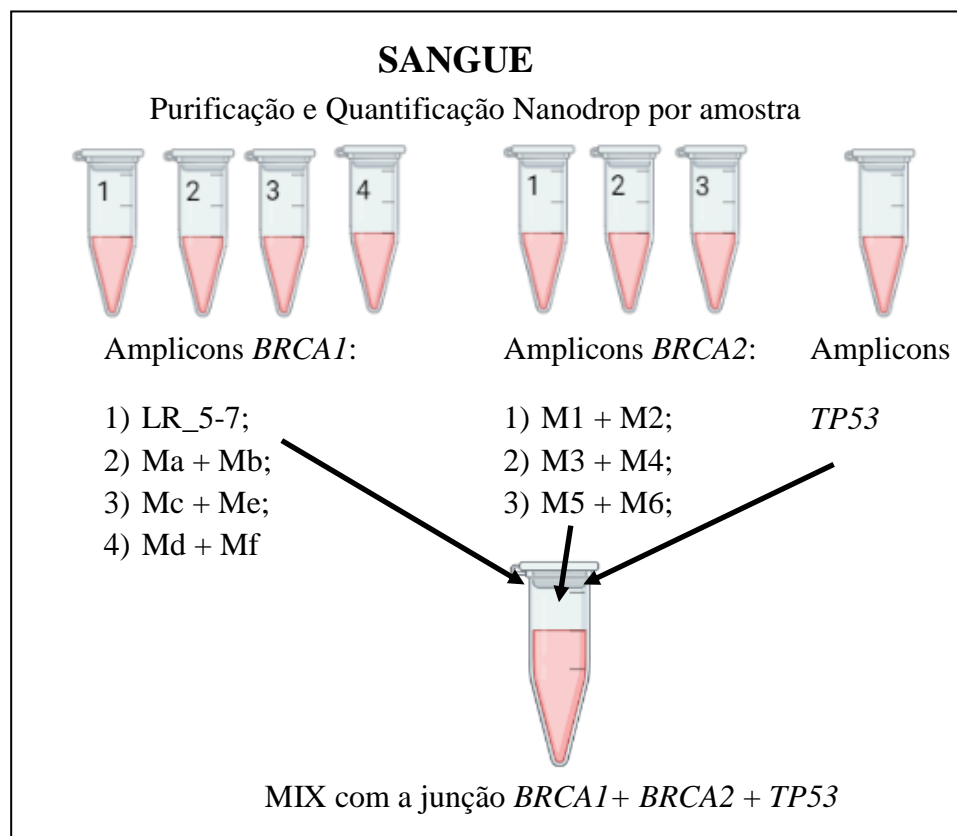 SANGUE
Purificação e Quantificação Nanodrop por amostra
1 2 3 4 1 2 3
Amplicons BRCA1:
1) LR_5-7;
2) Ma + Mb;
3) Mc + Me;
4) Md + Mf
Amplicons BRCA2:
1) M1 + M2;
2) M3 + M4;
3) M5 + M6;
Amplicons
TP53
MIX com a junção BRCA1+ BRCA2 + TP53